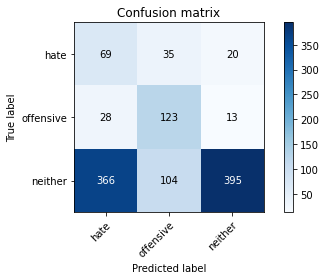 Confusion matrix
hate 69 35 20
offensive 28 123 13
neither 366 104 395
True label
hate offensive neither
Predicted label
350
300
250
200
150
100
50